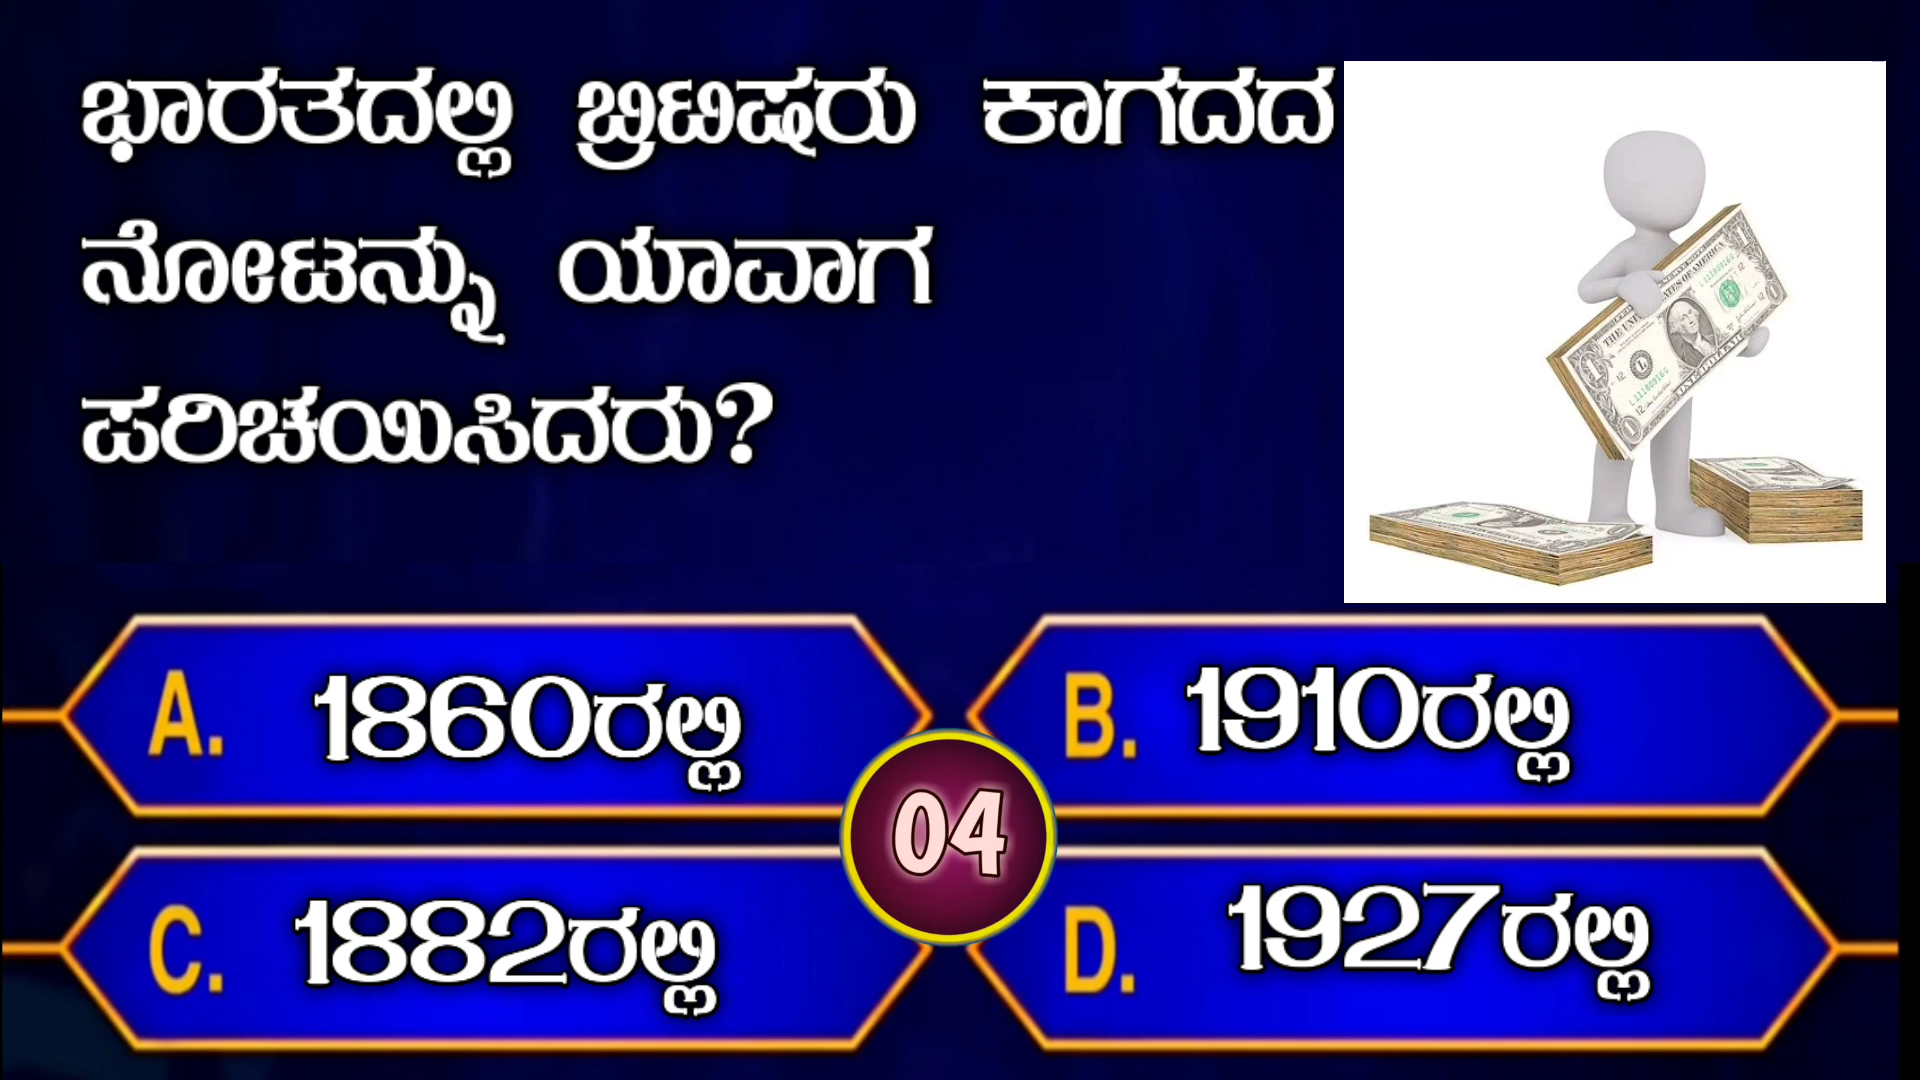 ಭಾರತದಲ್ಲಿ ಬ್ರಿಟಿಷರು ಕಾಗದದ
ನೋಟನ್ನು ಯಾವಾಗ
ಪರಿಚಯಿಸಿದರು?
A. 1860ರಲ್ಲಿ
B. 1910ರಲ್ಲಿ
04
C. 1882ರಲ್ಲಿ
D. 1927ರಲ್ಲಿ